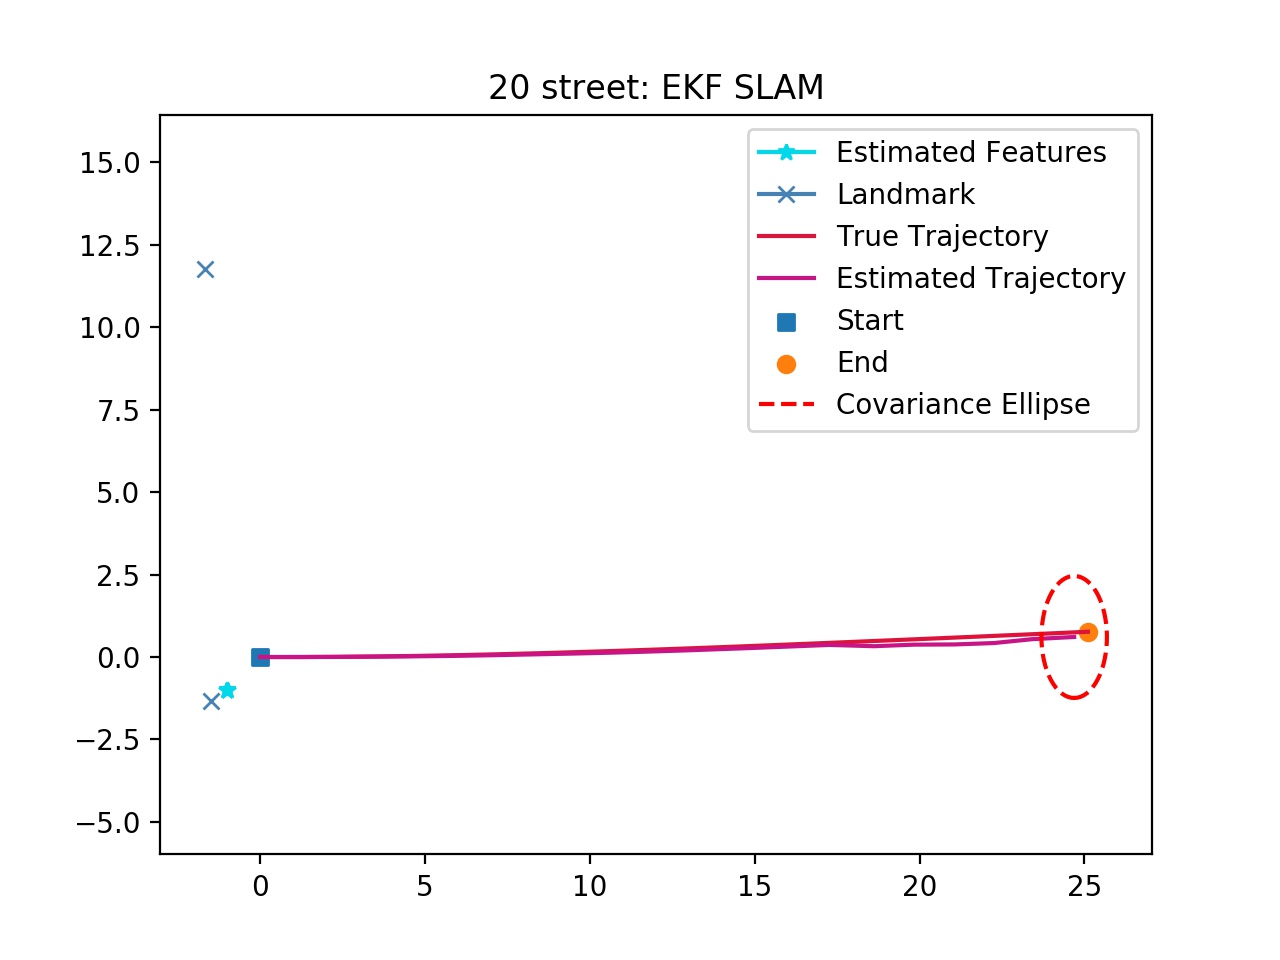 20 street: EKF SLAM
Estimated Features
Landmark
True Trajectory
Estimated Trajectory
Start
End
Covariance Ellipse
15.0
12.5
10.0
7.5
5.0
2.5
0.0
−2.5
−5.0
0 5 10 15 20 25